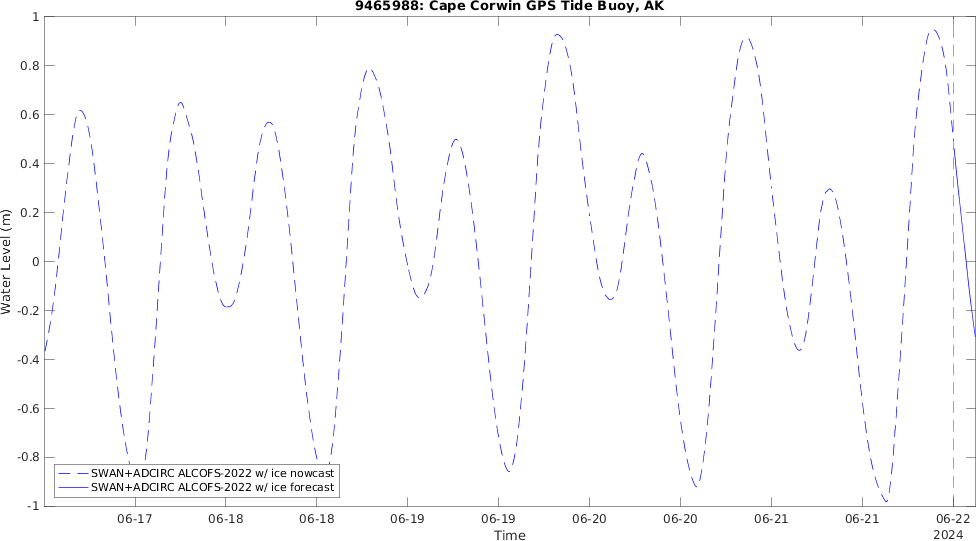 9465988: Cape Corwin GPS Tide Buoy, AK
1
0.8
0.6
0.4
0.2
0
-0.2
-0.4
-0.6
-0.8
-1
Water Level (m)
SWAN+ADCIRC ALCOFS-2022 w/ ice nowcast
SWAN+ADCIRC ALCOFS-2022 w/ ice forecast
06-17 06-18 06-18 06-19 06-19 06-20 06-20 06-21 06-21 06-22
2024
Time